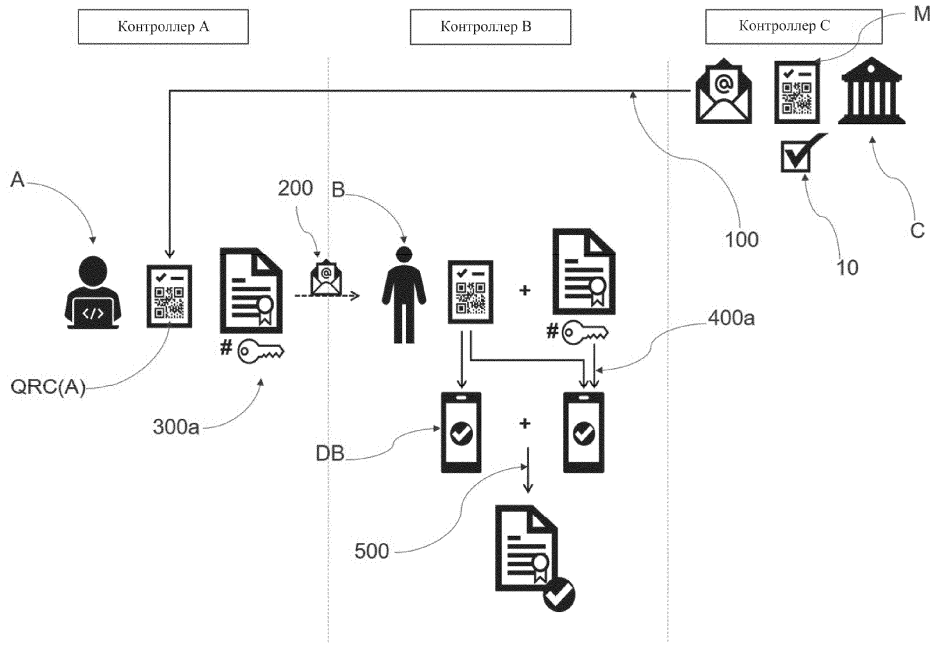 Контроллер A
Контроллер B
Контроллер C
M
@
A
200
B
100
10
C
@
@
</>
+
#
#
400a
QRC(A)
300a
DB
+
500